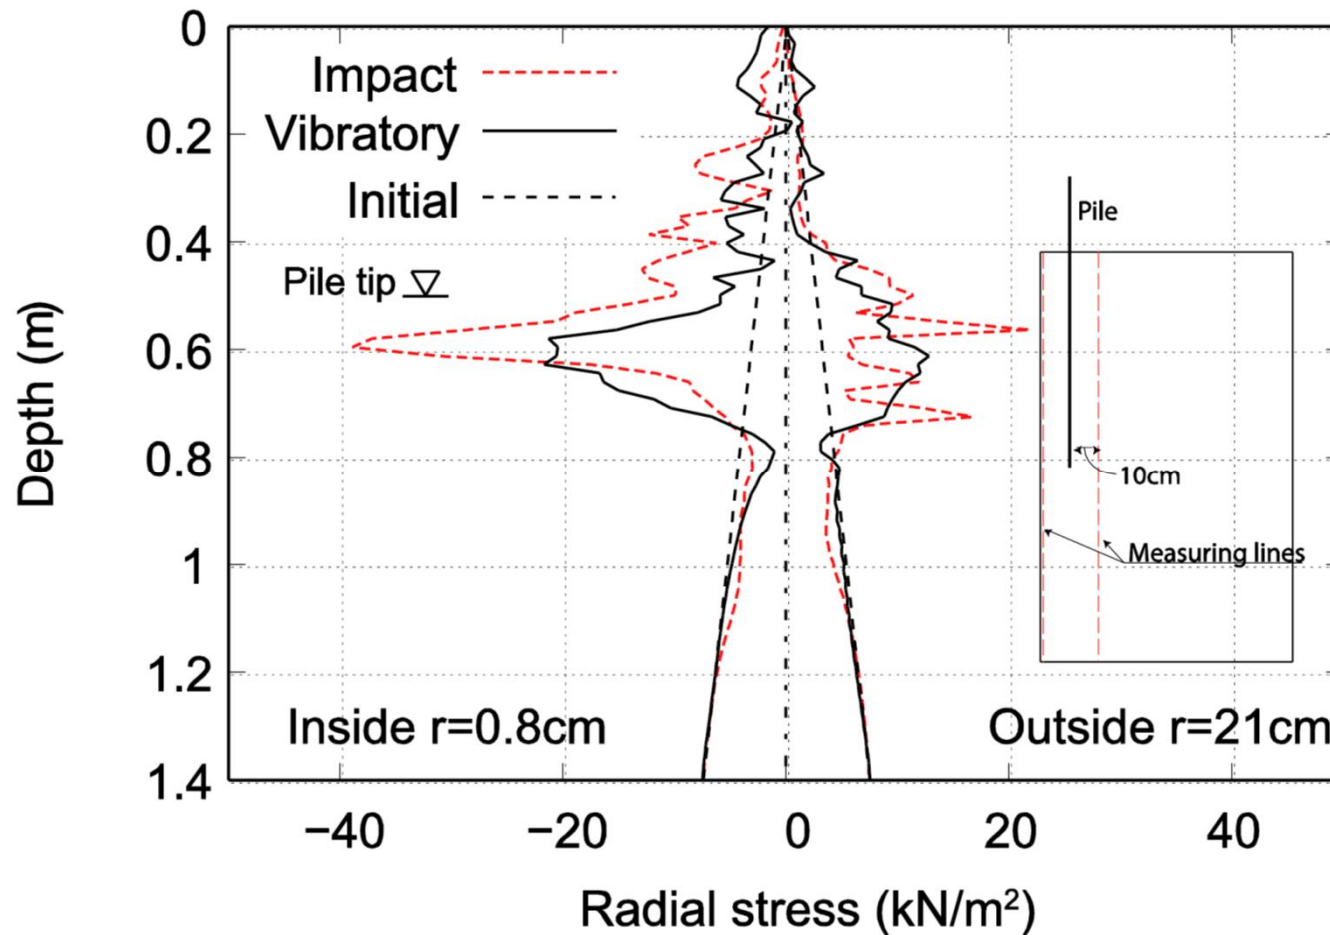 0
0.2
0.4
0.6
0.8
1
1.2
1.4
Depth (m)
Impact
Vibratory
Initial
Pile tip
Pile
10cm
Measuring lines
Inside r=0.8cm
Outside r=21cm
−40
−20
0
20
40
Radial stress (kN/m²)